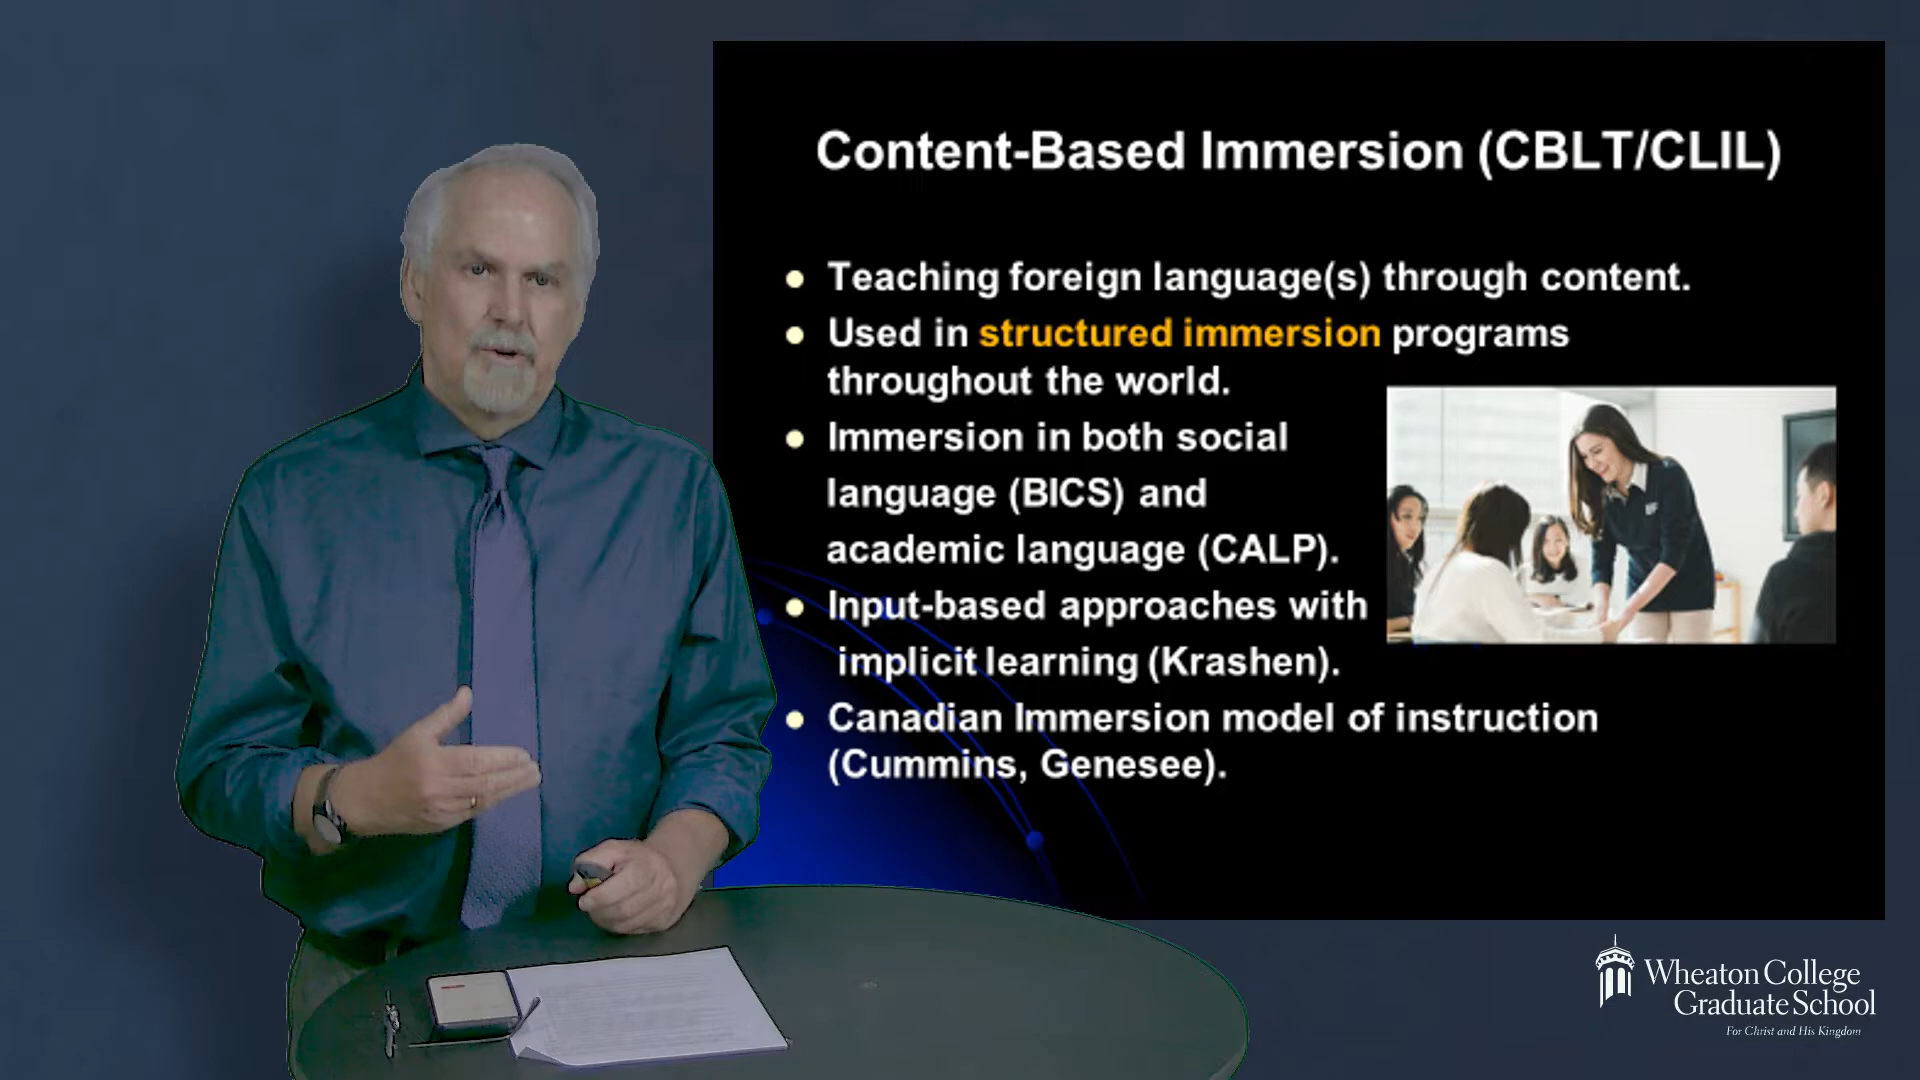 Content-Based Immersion (CBLT/CLIL)
• Teaching foreign language(s) through content.
• Used in structured immersion programs
throughout the world.
• Immersion in both social
language (BICS) and
academic language (CALP).
• Input-based approaches with
implicit learning (Krashen).
• Canadian Immersion model of instruction
(Cummins, Genesee).
Wheaton College
Graduate School
For Christ and His Kingdom